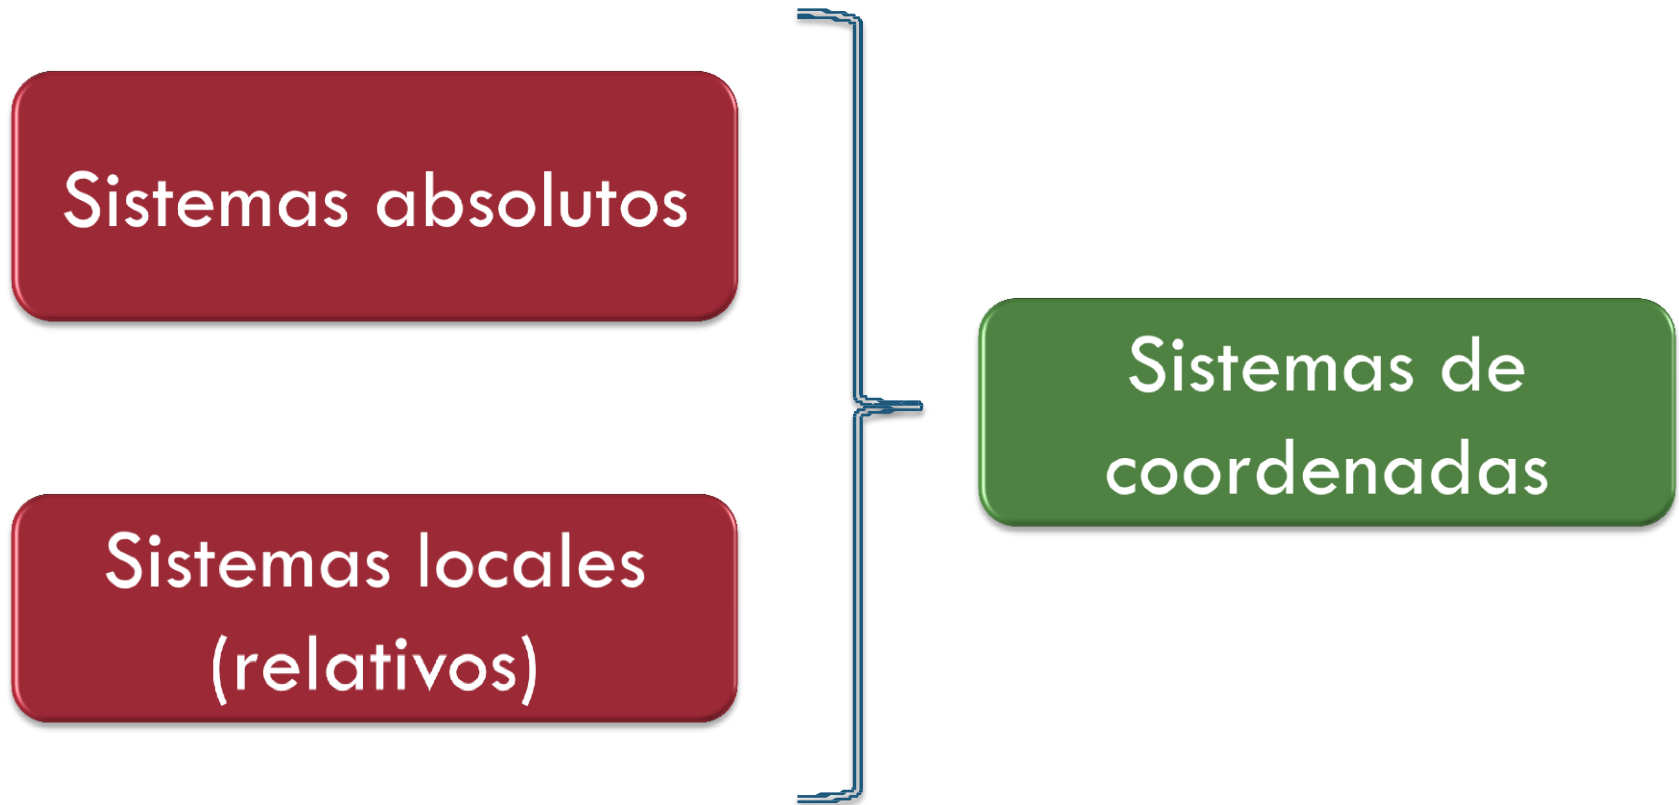 Sistemas absolutos
Sistemas locales
(relativos)
Sistemas de
coordenadas